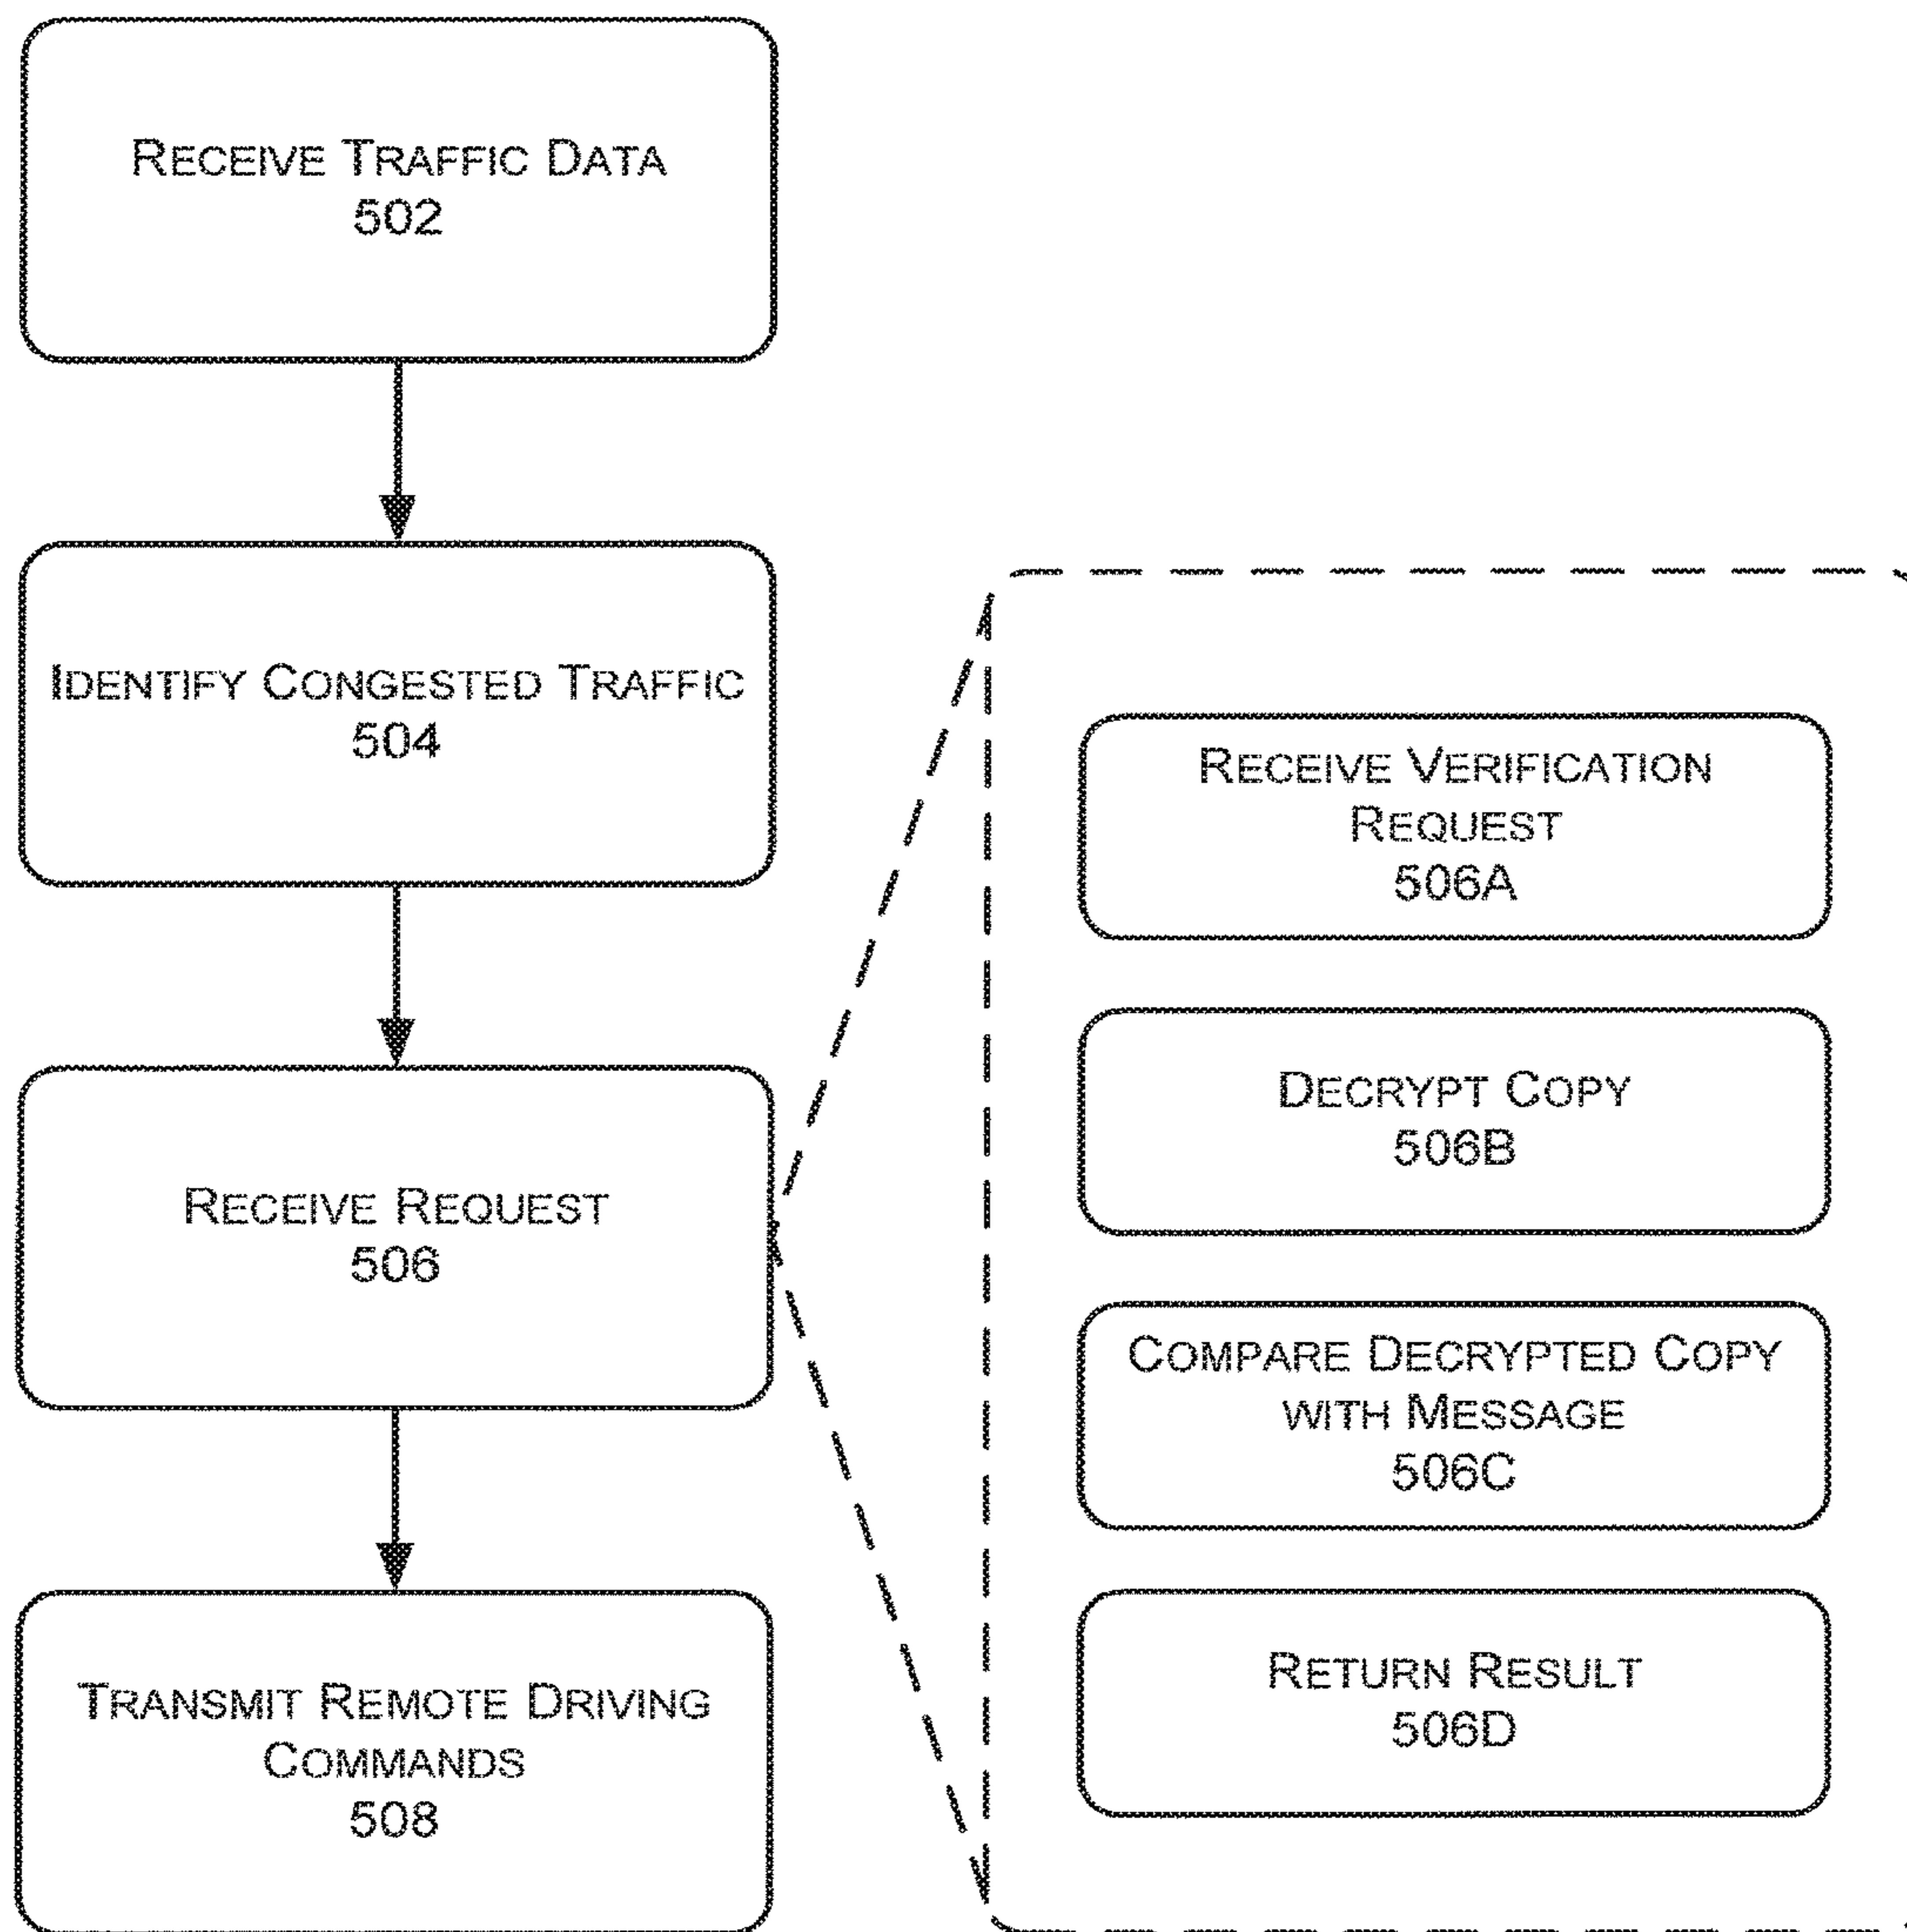 RECEIVE TRAFFIC DATA
502
IDENTIFY CONGESTED TRAFFIC
504
RECEIVE REQUEST
506
TRANSMIT REMOTE DRIVING
COMMANDS
508
RECEIVE VERIFICATION
REQUEST
506A
DECRYPT COPY
506B
COMPARE DECRYPTED COPY
WITH MESSAGE
506C
RETURN RESULT
506D